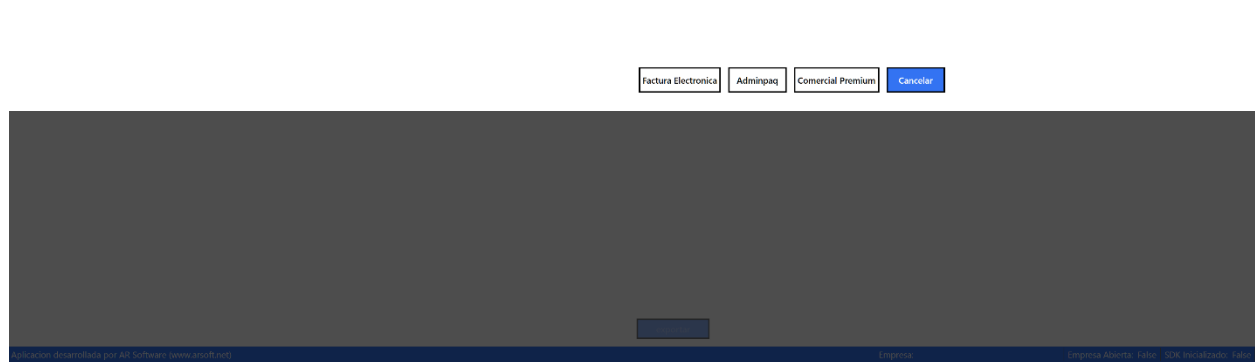 Factura Electronica Adminpaq Comercial Premium Cancelar
Aplicacion desarrollada por AR Software (www.arsoft.net) Empresa: Empresa Abierta: False SDK Inicializado: False